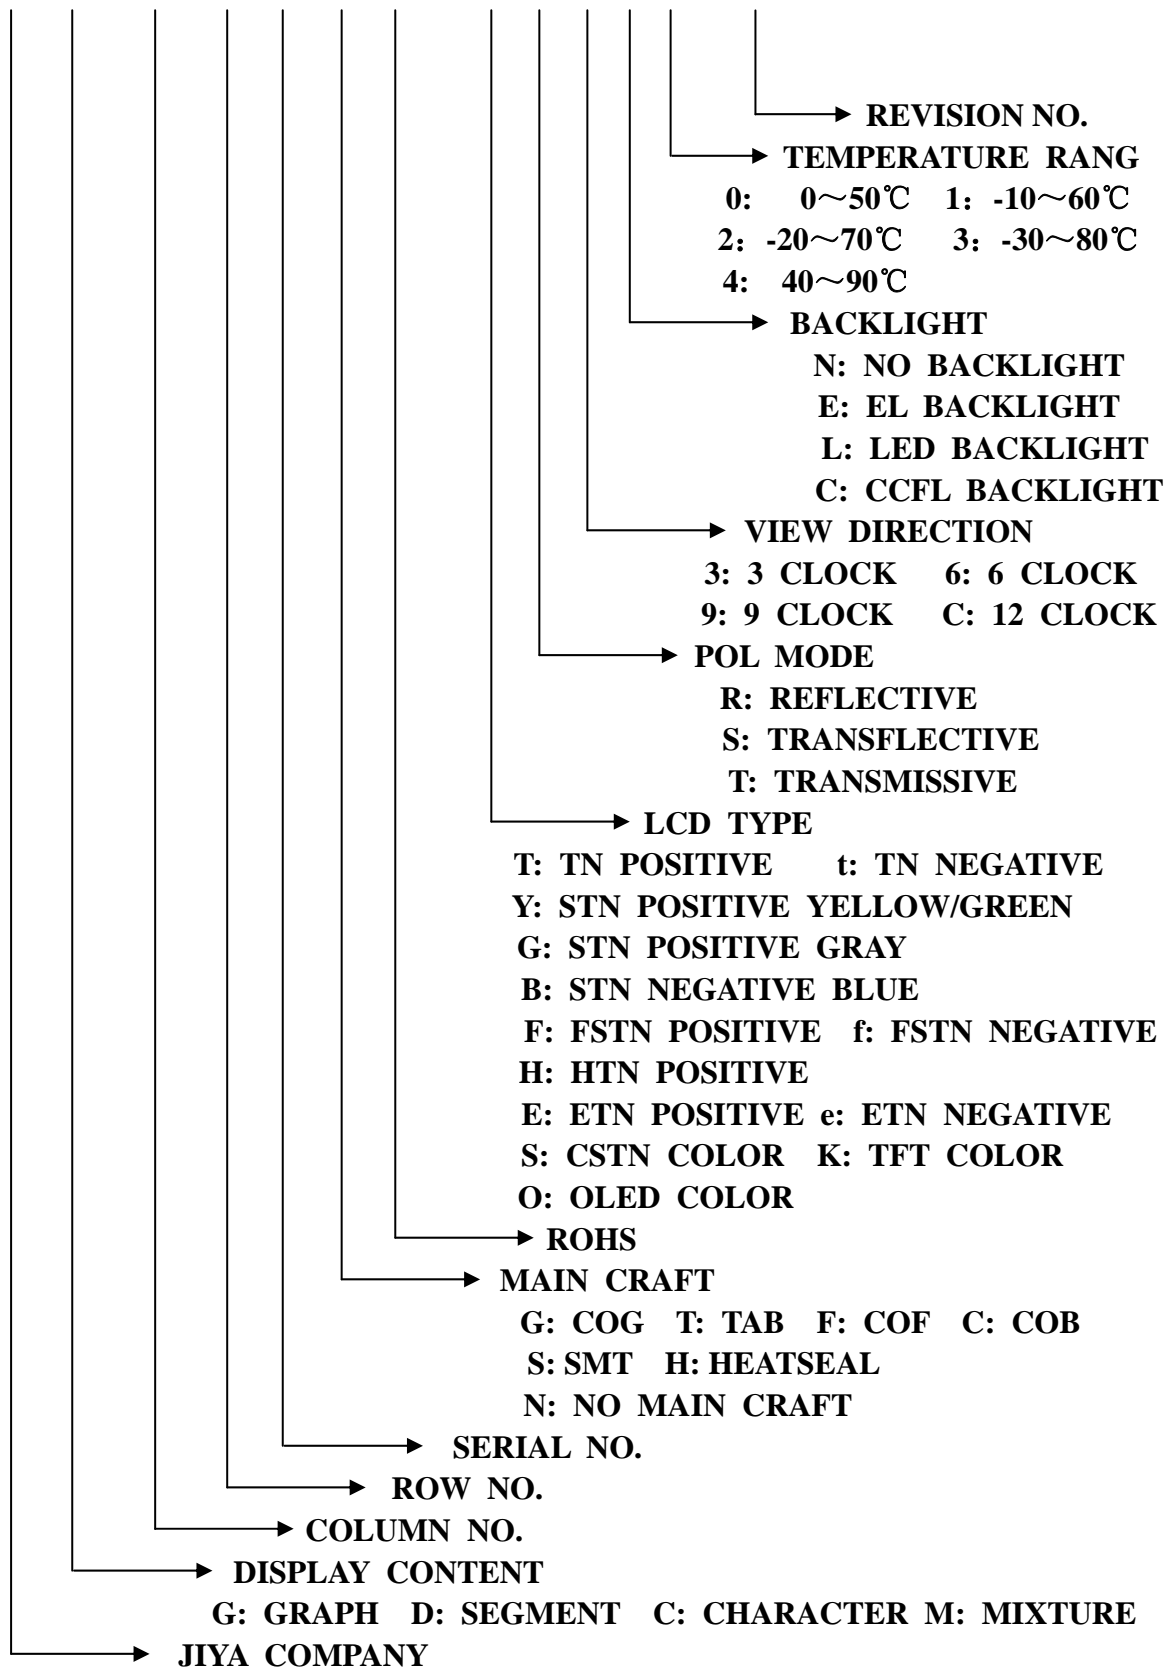 REVISION NO.
TEMPERATURE RANG
0: 0～50℃ 1：-10～60℃
2：-20～70℃ 3：-30～80℃
4: 40～90℃
BACKLIGHT
N: NO BACKLIGHT
E: EL BACKLIGHT
L: LED BACKLIGHT
C: CCFL BACKLIGHT
VIEW DIRECTION
3: 3 CLOCK 6: 6 CLOCK
9: 9 CLOCK C: 12 CLOCK
POL MODE
R: REFLECTIVE
S: TRANSFLECTIVE
T: TRANSMISSIVE
LCD TYPE
T: TN POSITIVE t: TN NEGATIVE
Y: STN POSITIVE YELLOW/GREEN
G: STN POSITIVE GRAY
B: STN NEGATIVE BLUE
F: FSTN POSITIVE f: FSTN NEGATIVE
H: HTN POSITIVE
E: ETN POSITIVE e: ETN NEGATIVE
S: CSTN COLOR K: TFT COLOR
O: OLED COLOR
ROHS
MAIN CRAFT
G: COG T: TAB F: COF C: COB
S: SMT H: HEATSEAL
N: NO MAIN CRAFT
SERIAL NO.
ROW NO.
COLUMN NO.
DISPLAY CONTENT
G: GRAPH D: SEGMENT C: CHARACTER M: MIXTURE
JIYA COMPANY